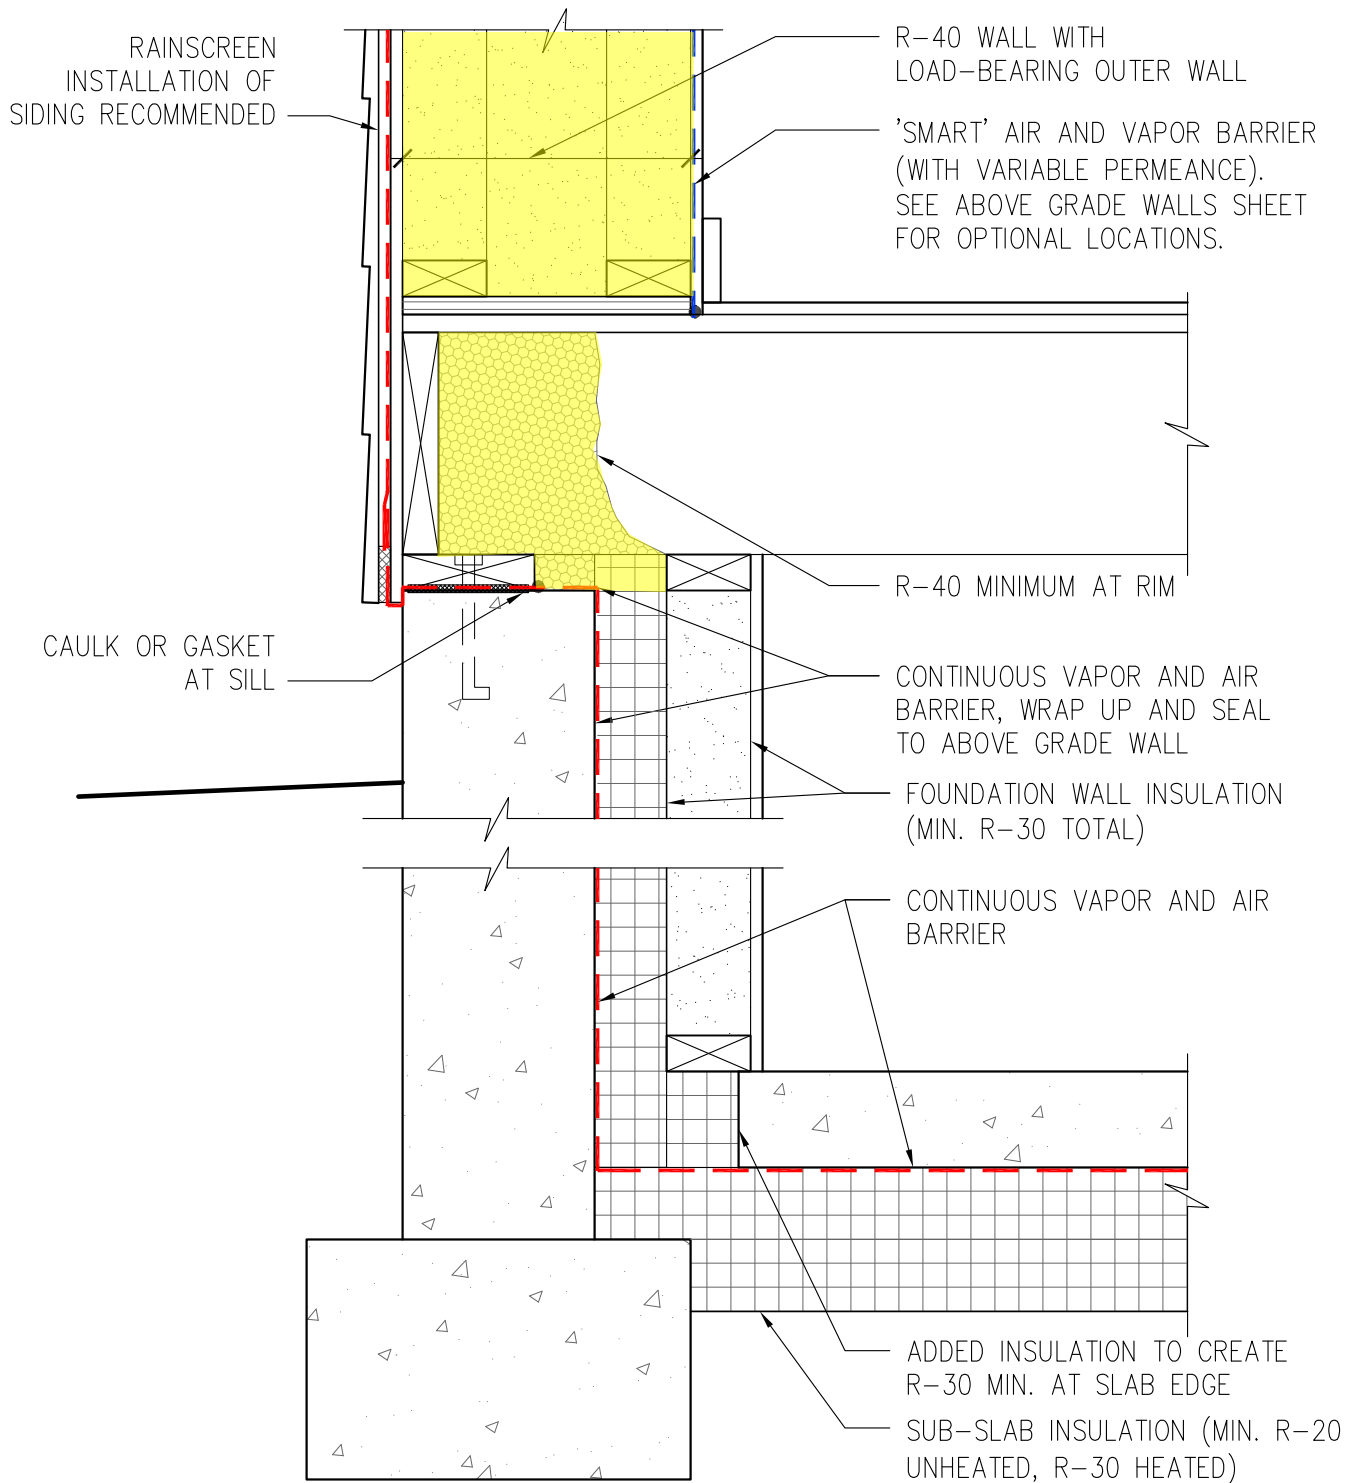 RAINSCREEN
INSTALLATION OF
SIDING RECOMMENDED
R-40 WALL WITH
LOAD-BEARING OUTER WALL
'SMART' AIR AND VAPOR BARRIER
(WITH VARIABLE PERMEANCE).
SEE ABOVE GRADE WALLS SHEET
FOR OPTIONAL LOCATIONS.
R-40 MINIMUM AT RIM
CAULK OR GASKET
AT SILL
CONTINUOUS VAPOR AND AIR
BARRIER, WRAP UP AND SEAL
TO ABOVE GRADE WALL
FOUNDATION WALL INSULATION
(MIN. R-30 TOTAL)
CONTINUOUS VAPOR AND AIR
BARRIER
ADDED INSULATION TO CREATE
R-30 MIN. AT SLAB EDGE
SUB-SLAB INSULATION (MIN. R-20
UNHEATED, R-30 HEATED)